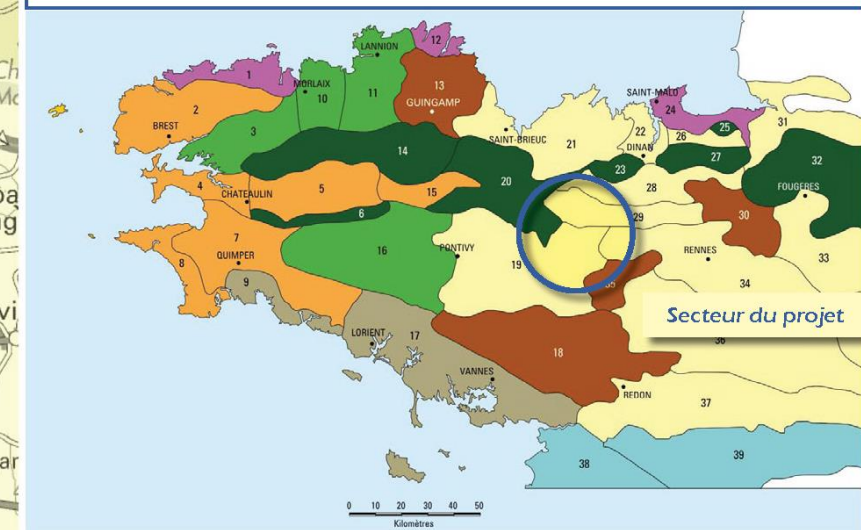 LANNION
12
1
MORLAIX
10
11
13
GUINGAMP
2
BREST
3
SAINT-BRIEUC
21
22
DINAN
SAINT-MALO
24
26
25
31
14
23
27
32
4
CHATEAULIN
5
15
20
28
FOUGERES
6
29
30
7
QUIMPER
8
16
PONTIVY
19
RENNES
33
9
35
34
Secteur du projet
LORIENT
17
18
36
VANNES
REDON
37
38
39
0 10 20 30 40 50
Kilomètres